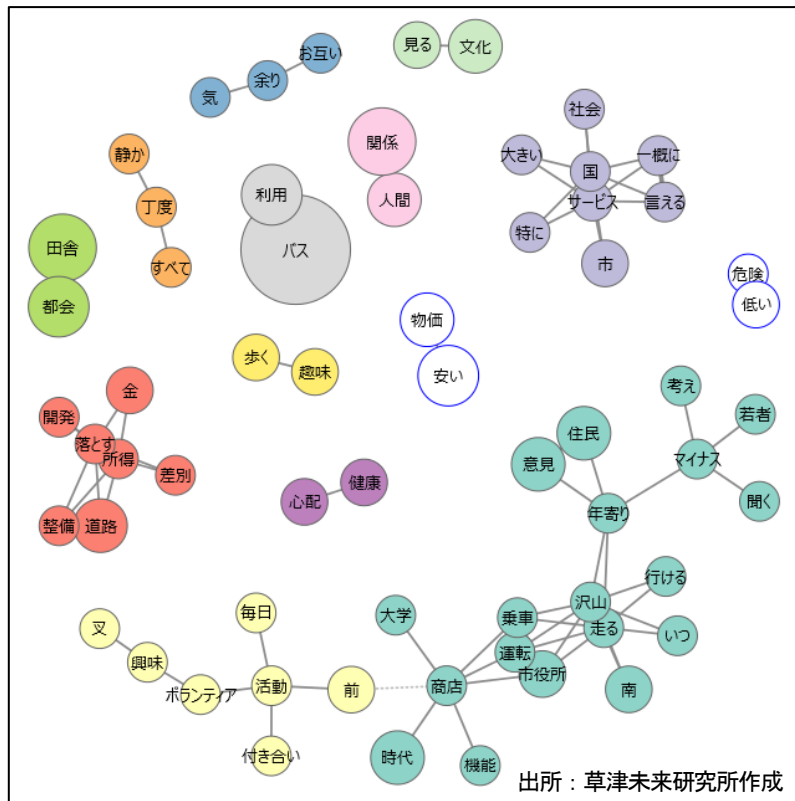 見る
文化
お互い
余り
気
社会
大きい
国
一概に
サービス
言える
特に
市
関係
人間
静か
丁度
すべて
利用
バス
田舎
都会
危険
低い
物価
安い
歩く
趣味
金
開発
落とす
所得
差別
整備
道路
健康
心配
考え
若者
マイナス
聞く
住民
意見
年寄り
行ける
沢山
乗車
走る
いつ
運転
市役所
南
大学
商店
時代
機能
毎日
又
興味
ボランティア
活動
前
付き合い
出所：草津未来研究所作成